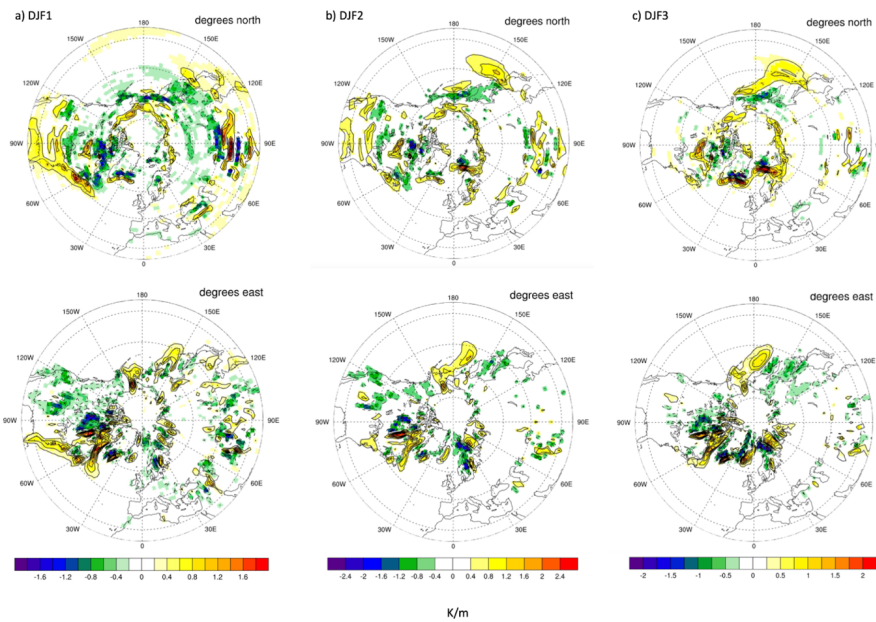 a) DJF1
degrees north
b) DJF2
degrees north
c) DJF3
degrees north
180
150W
150E
120W
120E
90W
90E
60W
60E
30W
30E
0
180
150W
150E
120W
120E
90W
90E
60W
60E
30W
30E
0
180
150W
150E
120W
120E
90W
90E
60W
60E
30W
30E
0
degrees east
degrees east
degrees east
180
150W
150E
120W
120E
90W
90E
60W
60E
30W
30E
0
180
150W
150E
120W
120E
90W
90E
60W
60E
30W
30E
0
180
150W
150E
120W
120E
90W
90E
60W
60E
30W
30E
0
-1.6 -1.2 -0.8 -0.4 0 0.4 0.8 1.2 1.6
-2.4 -2 -1.6 -1.2 -0.8 -0.4 0 0.4 0.8 1.2 1.6 2 2.4
-2 -1.5 -1 -0.5 0 0.5 1 1.5 2
K/m